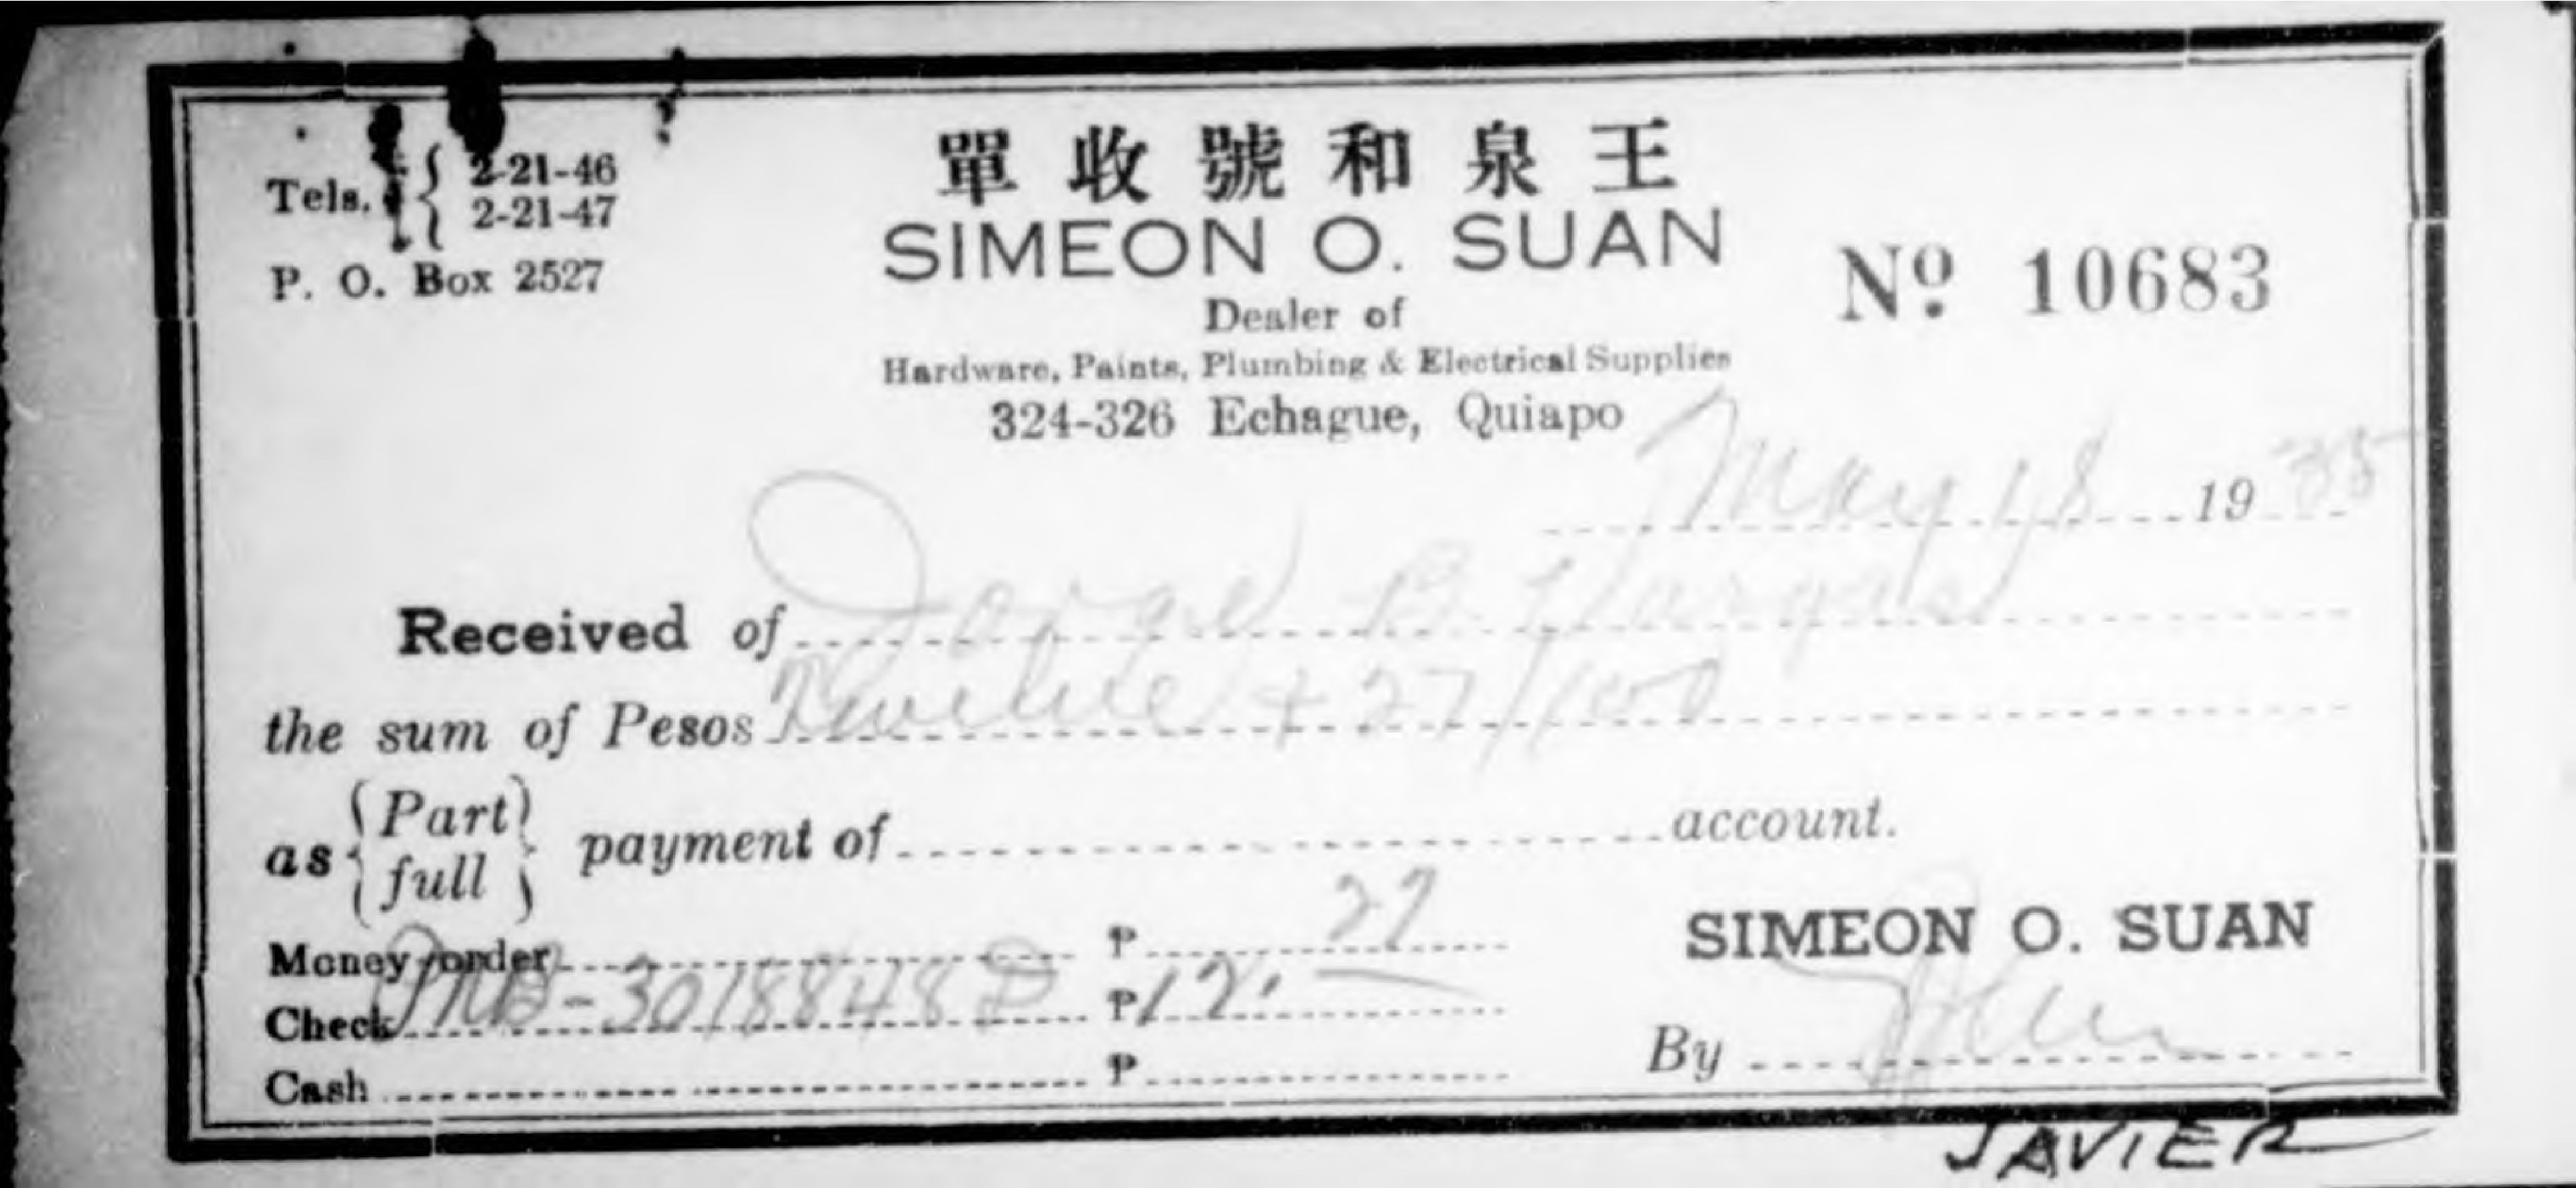 單收號和泉王
Tels. { 2-21-46
2-21-47
P. O. Box 2527
SIMEON O. SUAN
Nº 10683
Dealer of
Hardware, Paints, Plumbing & Electrical Supplies
324-326 Echague, Quiapo
May 18 19 35
Received of Jorge B. Vargas
the sum of Pesos Twelve + 27/100
as { Part full } payment of account.
Money order ₱ 27
Check PNB-3018848D ₱ 12.
Cash ₱
SIMEON O. SUAN
By
JAVIER